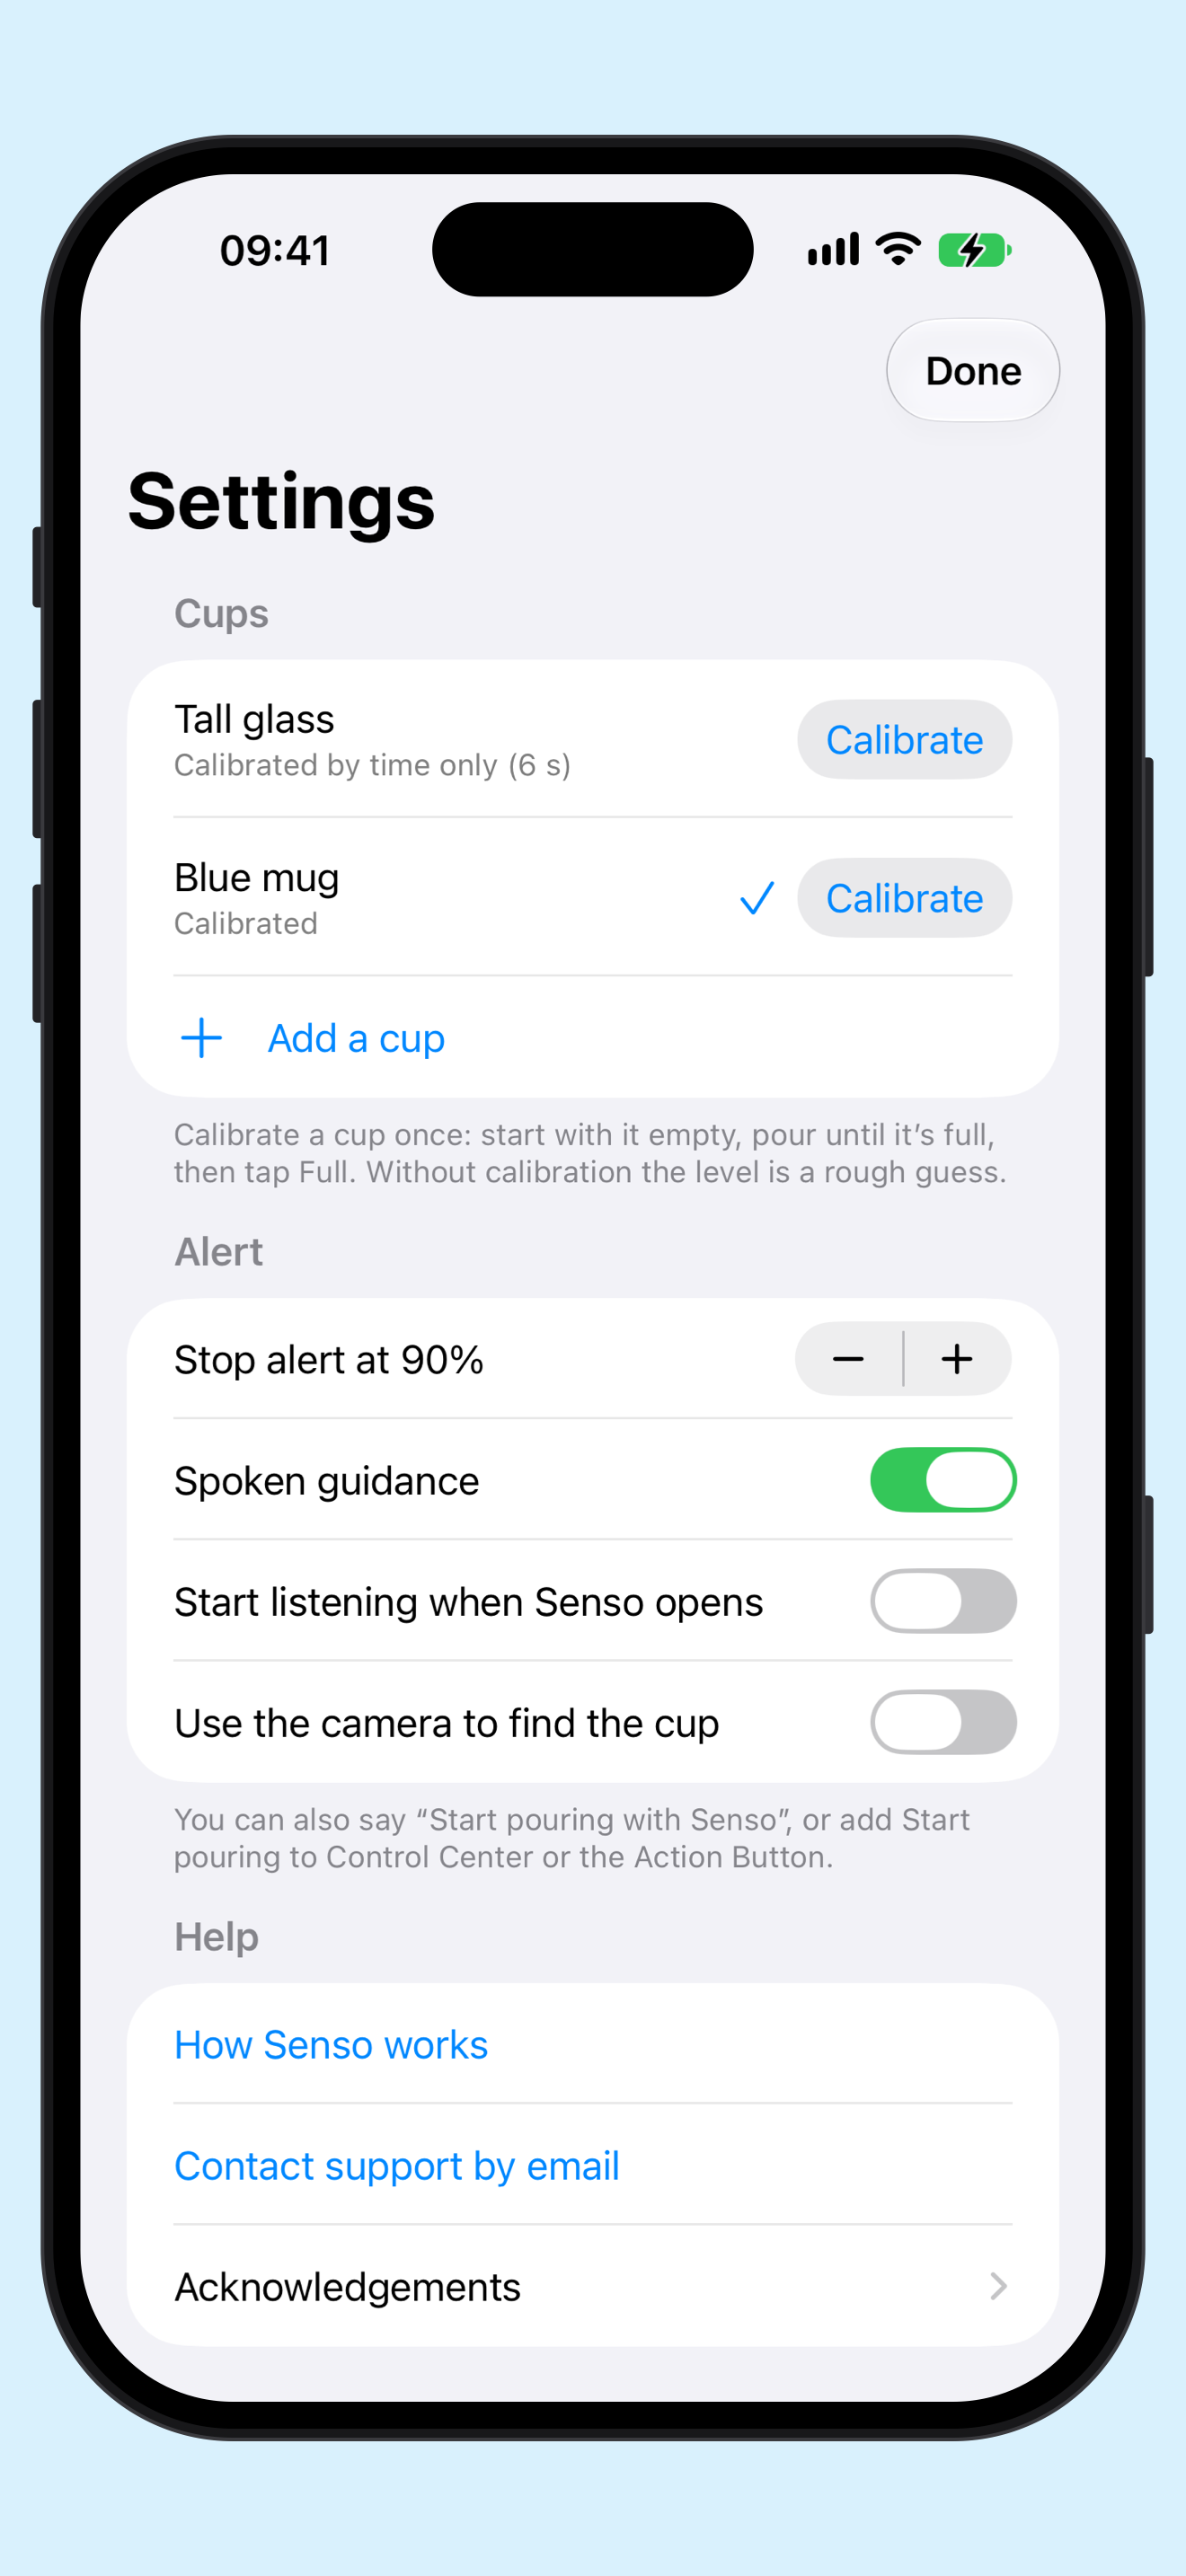 09:41
Done
Settings
Cups
Tall glass
Calibrated by time only (6 s)
Calibrate
Blue mug
Calibrated
Calibrate
Add a cup
Calibrate a cup once: start with it empty, pour until it’s full,
then tap Full. Without calibration the level is a rough guess.
Alert
Stop alert at 90%
Spoken guidance
Start listening when Senso opens
Use the camera to find the cup
You can also say “Start pouring with Senso”, or add Start
pouring to Control Center or the Action Button.
Help
How Senso works
Contact support by email
Acknowledgements